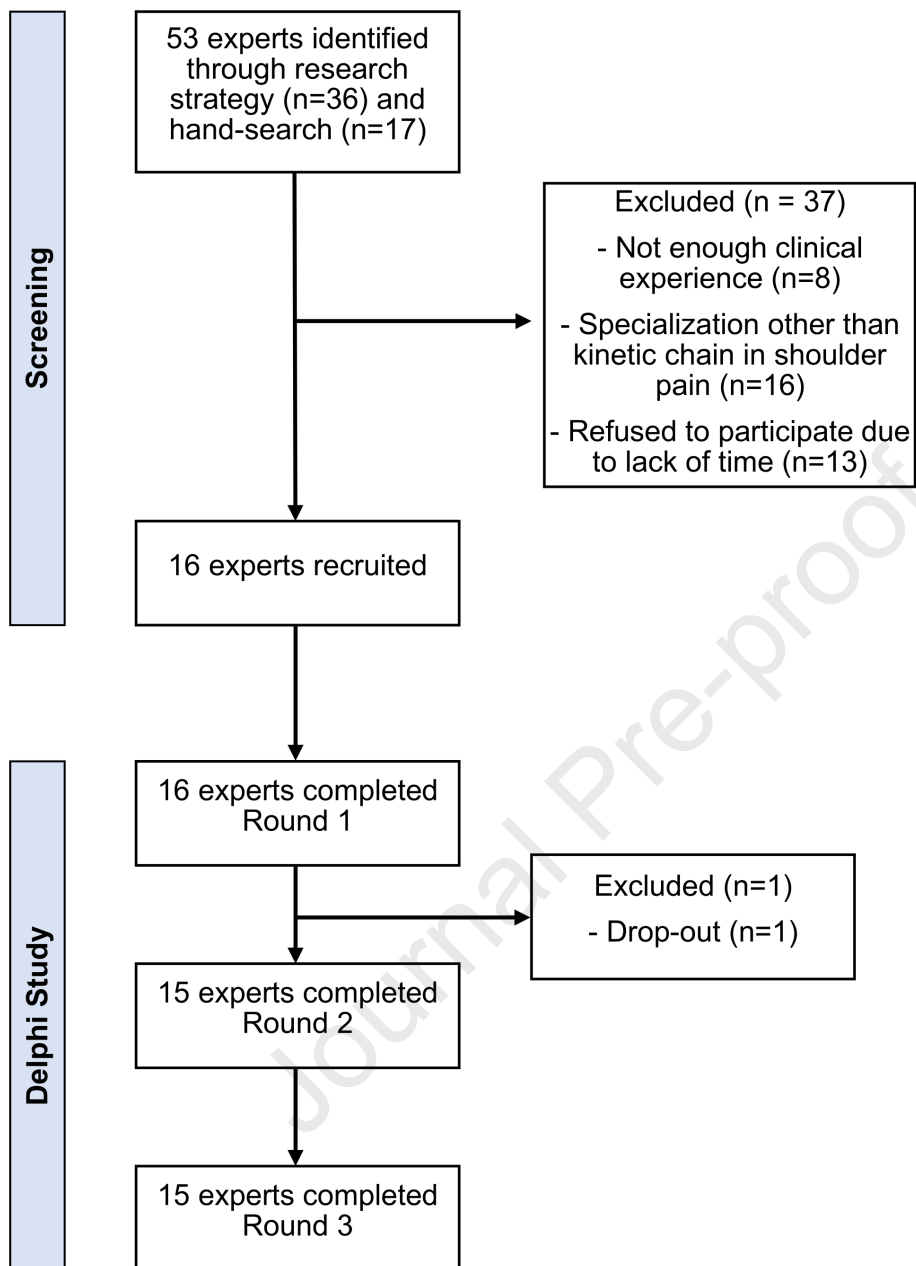 53 experts identified
through research
strategy (n=36) and
hand-search (n=17)
Excluded (n = 37)
- Not enough clinical
experience (n=8)
- Specialization other than
kinetic chain in shoulder
pain (n=16)
- Refused to participate due
to lack of time (n=13)
Screening
16 experts recruited
16 experts completed
Round 1
Excluded (n=1)
- Drop-out (n=1)
Delphi Study
15 experts completed
Round 2
15 experts completed
Round 3
Journal Pre-proof